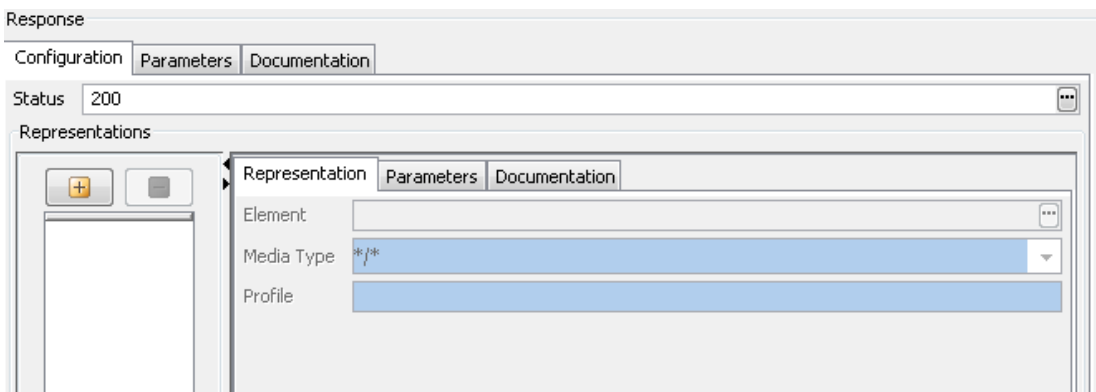 Response
Configuration Parameters Documentation
Status 200
Representations
Representation Parameters Documentation
Element
Media Type */*
Profile